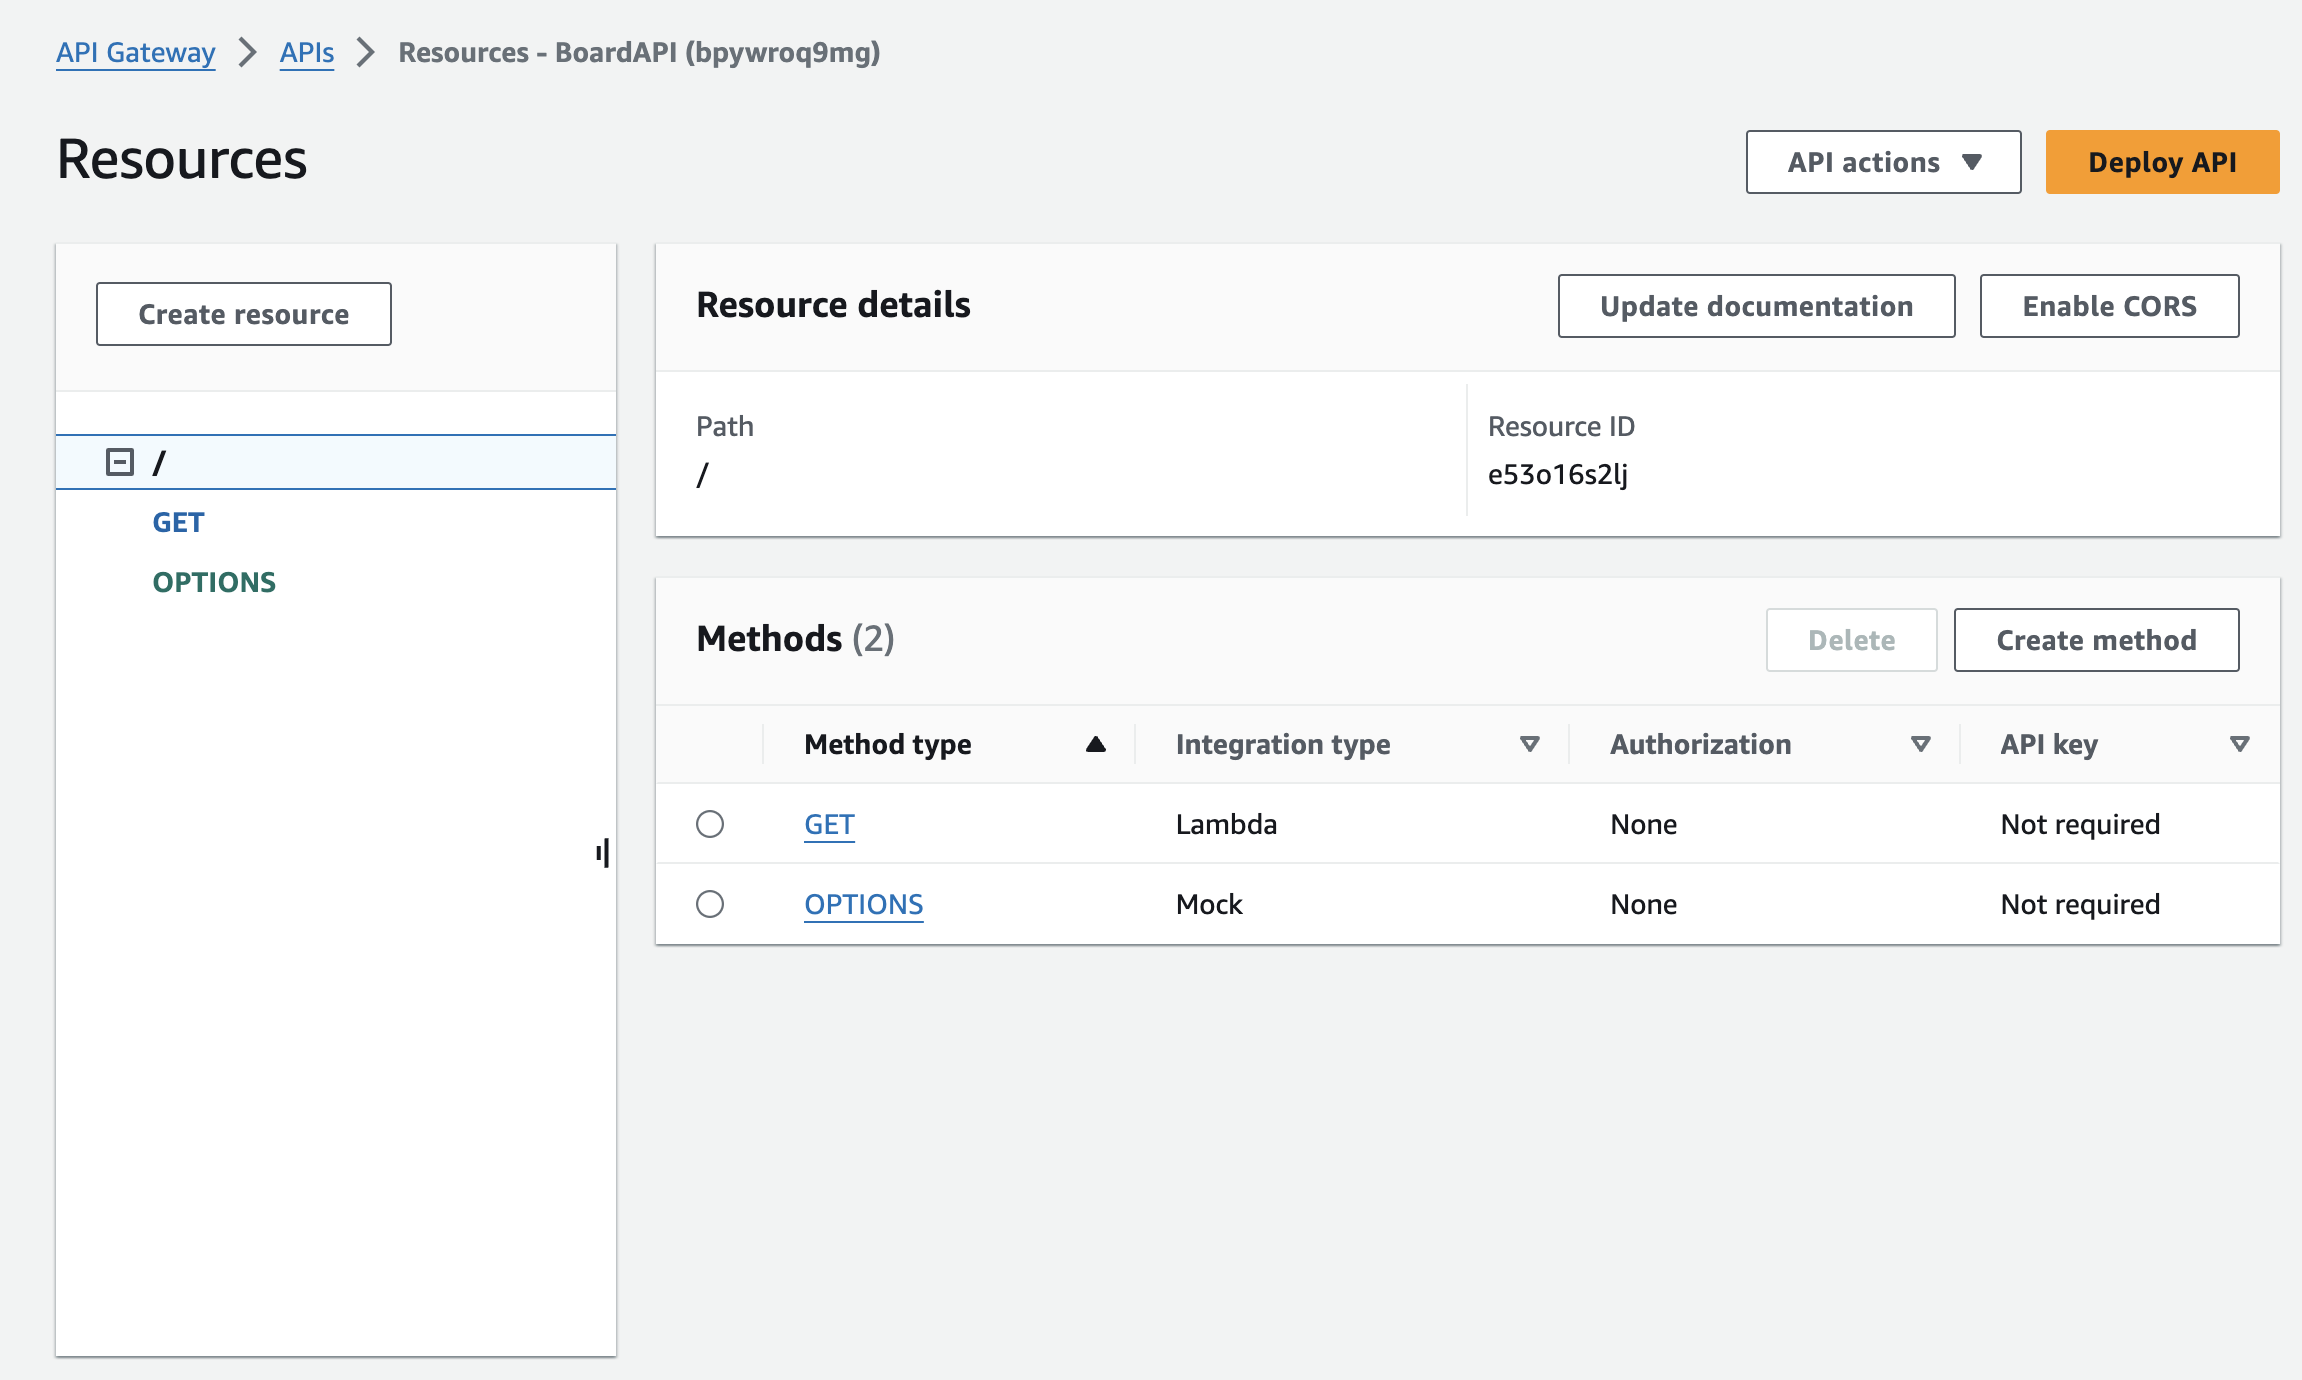 API Gateway > APIs > Resources - BoardAPI (bpywroq9mg)
Resources
API actions
Deploy API
Create resource
/
GET
OPTIONS
Resource details
Update documentation
Enable CORS
Path
/
Resource ID
e53o16s2lj
Methods (2)
Delete
Create method
Method type Integration type Authorization API key
GET Lambda None Not required
OPTIONS Mock None Not required